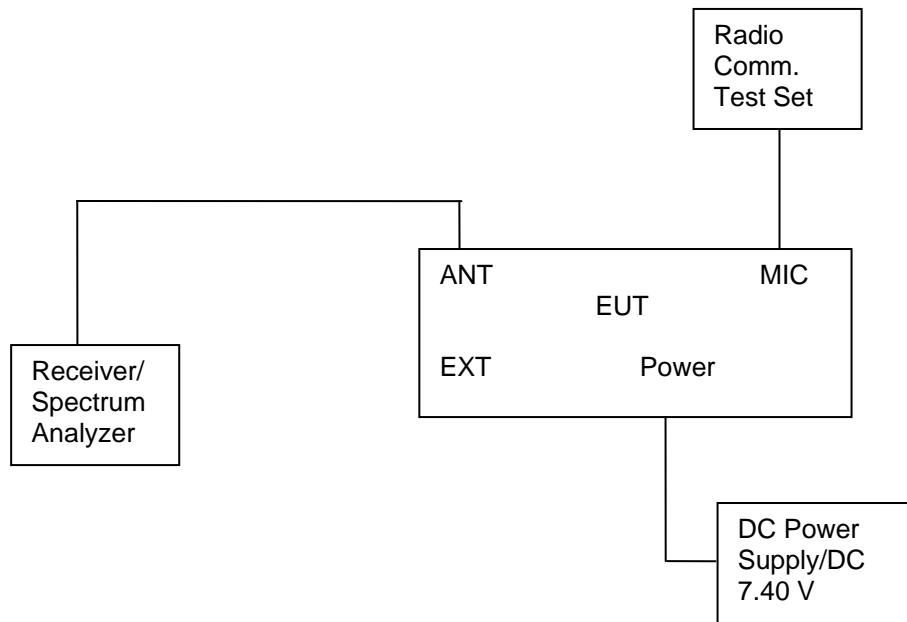 Radio
Comm.
Test Set
ANT
MIC
EUT
EXT
Power
Receiver/
Spectrum
Analyzer
DC Power
Supply/DC
7.40 V